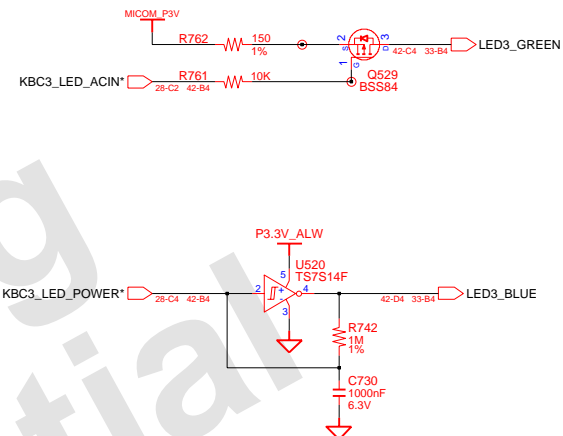 MICOM_P3V
R762 150
1%
2 3
S D
42-C4 33-B4
LED3_GREEN
1 G
Q529
BSS84
KBC3_LED_ACIN*
R761 10K
28-C2 42-B4
P3.3V_ALW
5
U520
TS7S14F
KBC3_LED_POWER*
28-C4 42-B4
2 + - 4
3
42-D4 33-B4
LED3_BLUE
R742
1M
1%
C730
1000nF
6.3V
g
tial